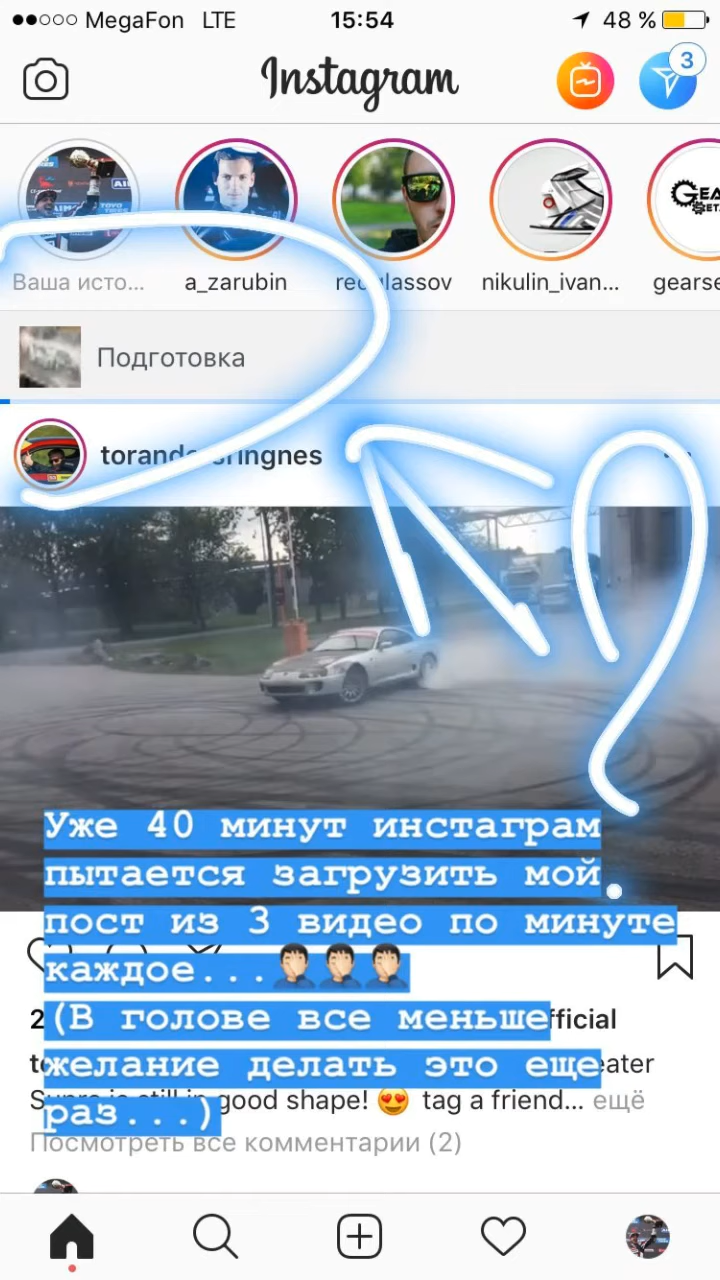 MegaFon LTE 15:54 48 %
Instagram
3
GEA
Ваша исто... a_zarubin nikulin_ivan... gearse
Подготовка
Уже 40 минут инстаграм
пытается загрузить мой
пост из 3 видео по минуте
каждое...
(В голове все меньше
желание делать это еще
раз...)
good shape! 😍 tag a friend... ещё
Посмотреть все комментарии (2)